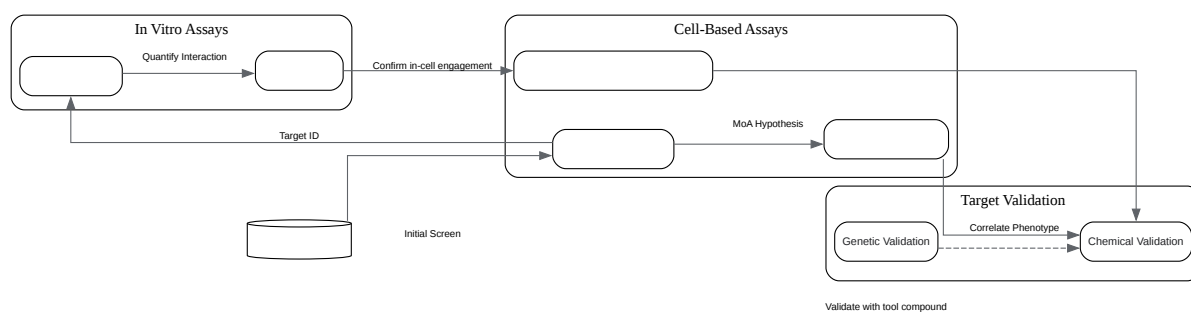 In Vitro Assays
Cell-Based Assays
Quantify Interaction
Confirm in-cell engagement
MoA Hypothesis
Target ID
Target Validation
Initial Screen
Correlate Phenotype
Genetic Validation
Chemical Validation
Validate with tool compound